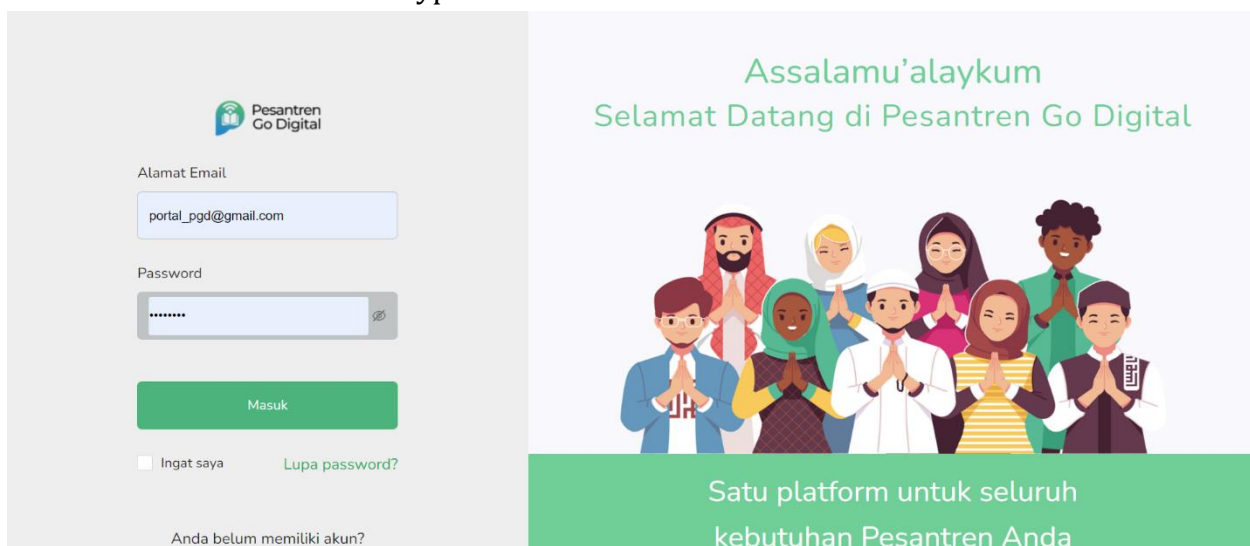 Pesantren
Go Digital
Alamat Email
portal_pgd@gmail.com
Password
••••••••
Masuk
Ingat saya
Lupa password?
Anda belum memiliki akun?
Assalamu’alaykum
Selamat Datang di Pesantren Go Digital
Satu platform untuk seluruh
kebutuhan Pesantren Anda